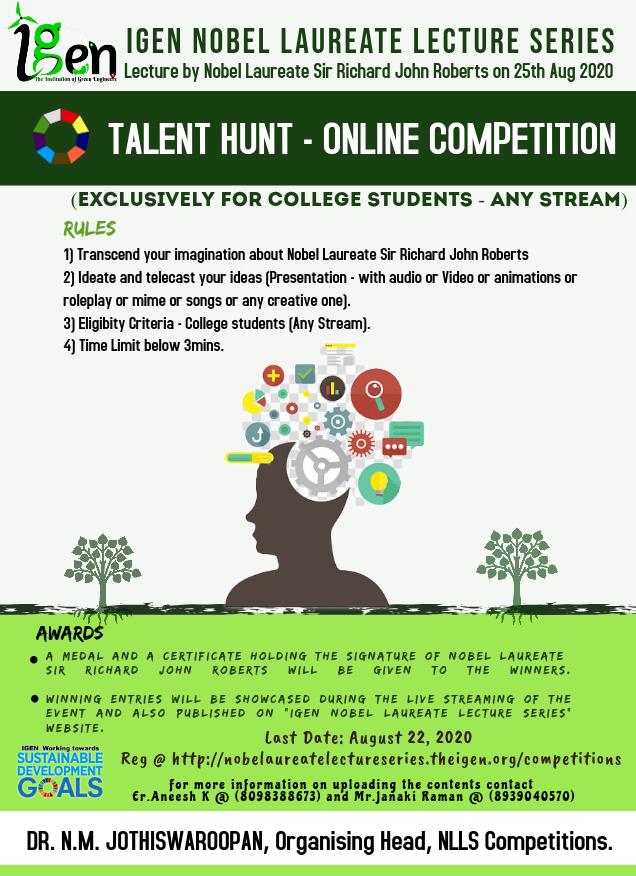 igen
The Institution of Green Engineers
IGEN NOBEL LAUREATE LECTURE SERIES
Lecture by Nobel Laureate Sir Richard John Roberts on 25th Aug 2020
TALENT HUNT - ONLINE COMPETITION
(EXCLUSIVELY FOR COLLEGE STUDENTS - ANY STREAM)
RULES
1) Transcend your imagination about Nobel Laureate Sir Richard John Roberts
2) Ideate and telecast your ideas (Presentation - with audio or Video or animations or
roleplay or mime or songs or any creative one).
3) Eligibity Criteria - College students (Any Stream).
4) Time Limit below 3mins.
AWARDS
A MEDAL AND A CERTIFICATE HOLDING THE SIGNATURE OF NOBEL LAUREATE
SIR RICHARD JOHN ROBERTS WILL BE GIVEN TO THE WINNERS.
WINNING ENTRIES WILL BE SHOWCASED DURING THE LIVE STREAMING OF THE
EVENT AND ALSO PUBLISHED ON "IGEN NOBEL LAUREATE LECTURE SERIES"
WEBSITE.
Last Date: August 22, 2020
Reg @ http://nobelaureatelectureseries.theigen.org/competitions
IGEN Working towards
SUSTAINABLE
DEVELOPMENT
GOALS
for more information on uploading the contents contact
Er.Aneesh K @ (8098388673) and Mr.Janaki Raman @ (8939040570)
DR. N.M. JOTHISWAROOPAN, Organising Head, NLLS Competitions.